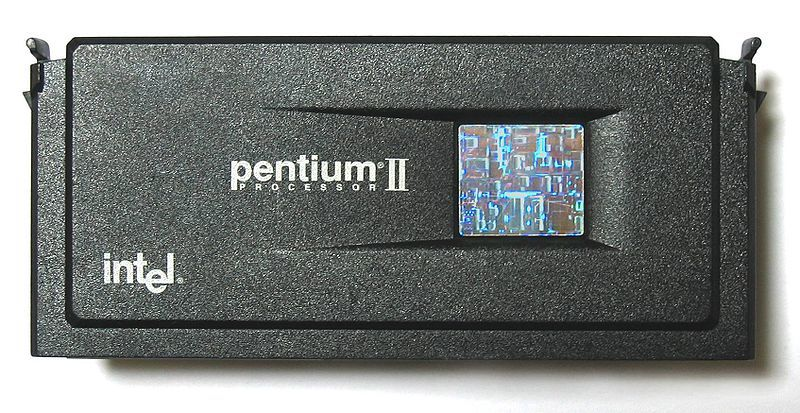 pentium® II
PROCESSOR
intel®